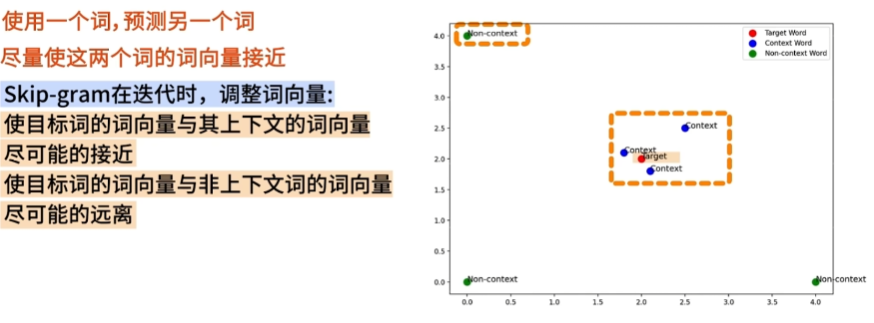 使用一个词，预测另一个词
尽量使这两个词的词向量接近
Skip-gram在迭代时，调整词向量:
使目标词的词向量与其上下文的词向量
尽可能的接近
使目标词的词向量与非上下文词的词向量
尽可能的远离
4.0
3.5
3.0
2.5
2.0
1.5
1.0
0.5
0.0
0.0 0.5 1.0 1.5 2.0 2.5 3.0 3.5 4.0
Non-context
Target Word
Context Word
Non-context Word
Context
Context
Target
Context
Non-context
Non-context